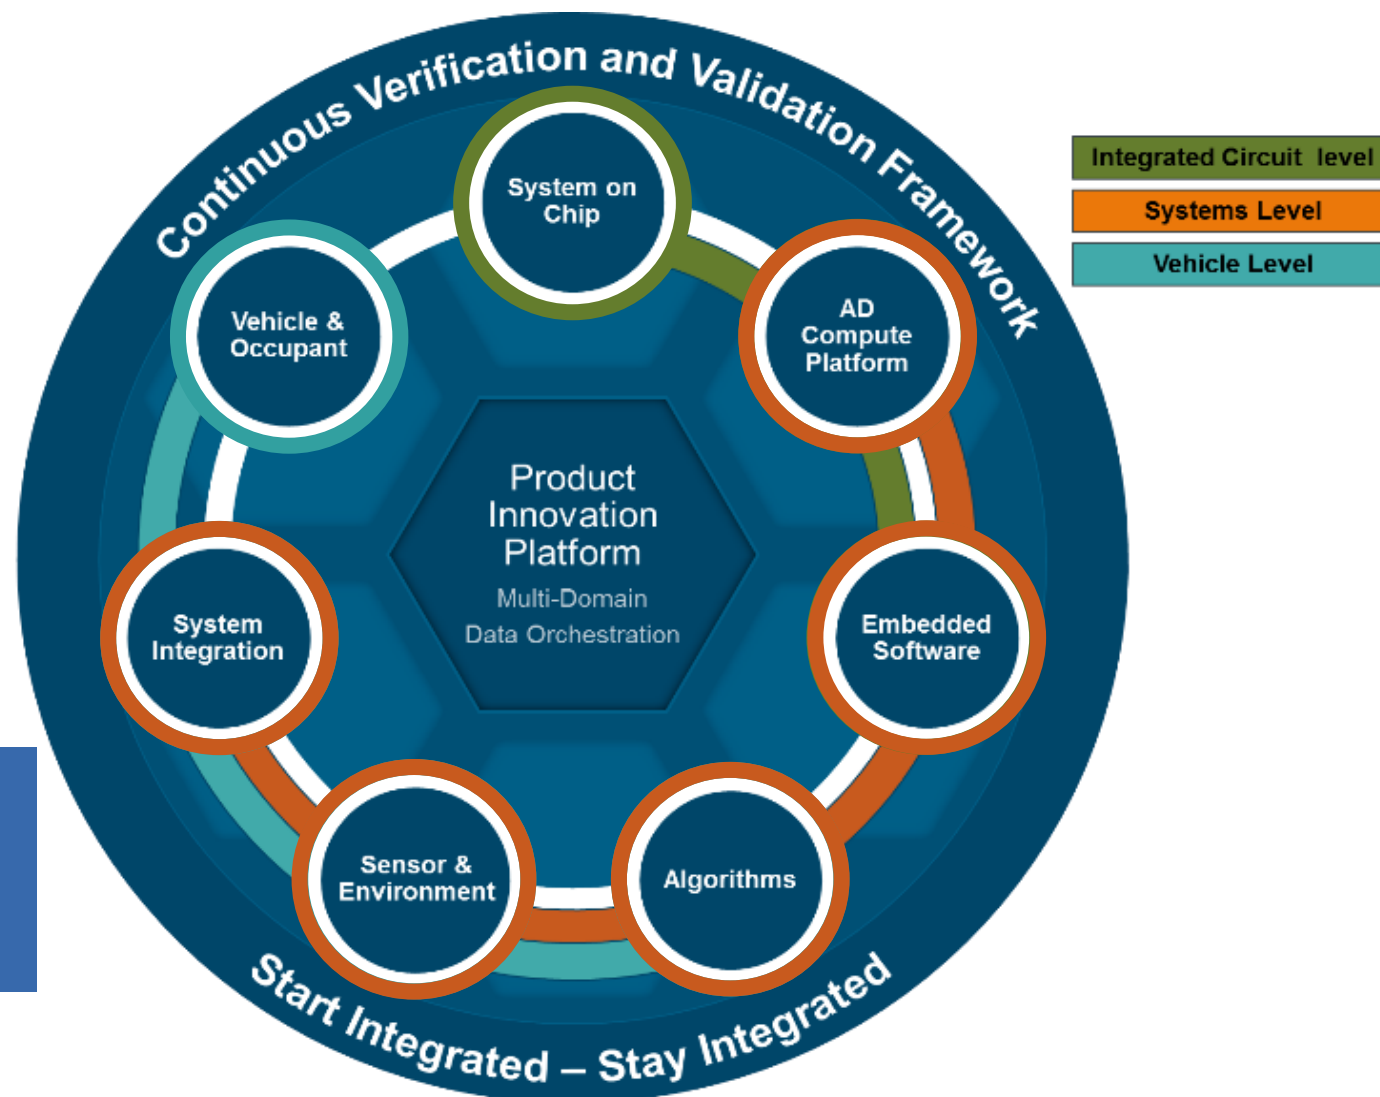 Continuous Verification and Validation Framework
System on
Chip
Integrated Circuit level
Systems Level
Vehicle Level
Vehicle &
Occupant
AD
Compute
Platform
Product
Innovation
Platform
Multi-Domain
Data Orchestration
System
Integration
Embedded
Software
Sensor &
Environment
Algorithms
Start Integrated – Stay Integrated